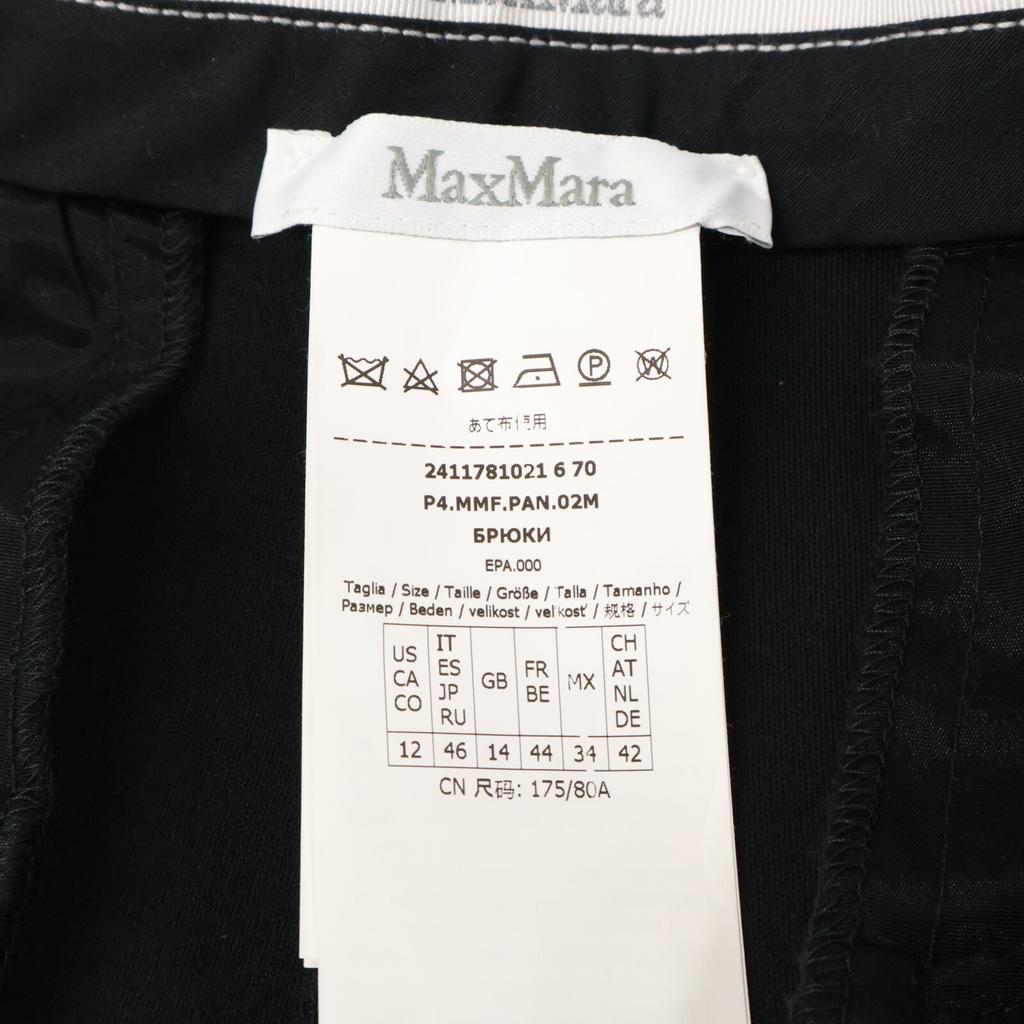 MaxMara
MaxMara
P
W
あて布使用
2411781021 6 70
P4.MMF.PAN.02M
БРЮКИ
EPA.000
Taglia / Size / Taille / Größe / Talla / Tamanho /
Размер / Beden / velikost / velikosť / 规格 / サイズ
US CA CO IT ES JP RU GB FR BE MX CH AT NL DE
12 46 14 44 34 42
CN 尺码: 175/80A